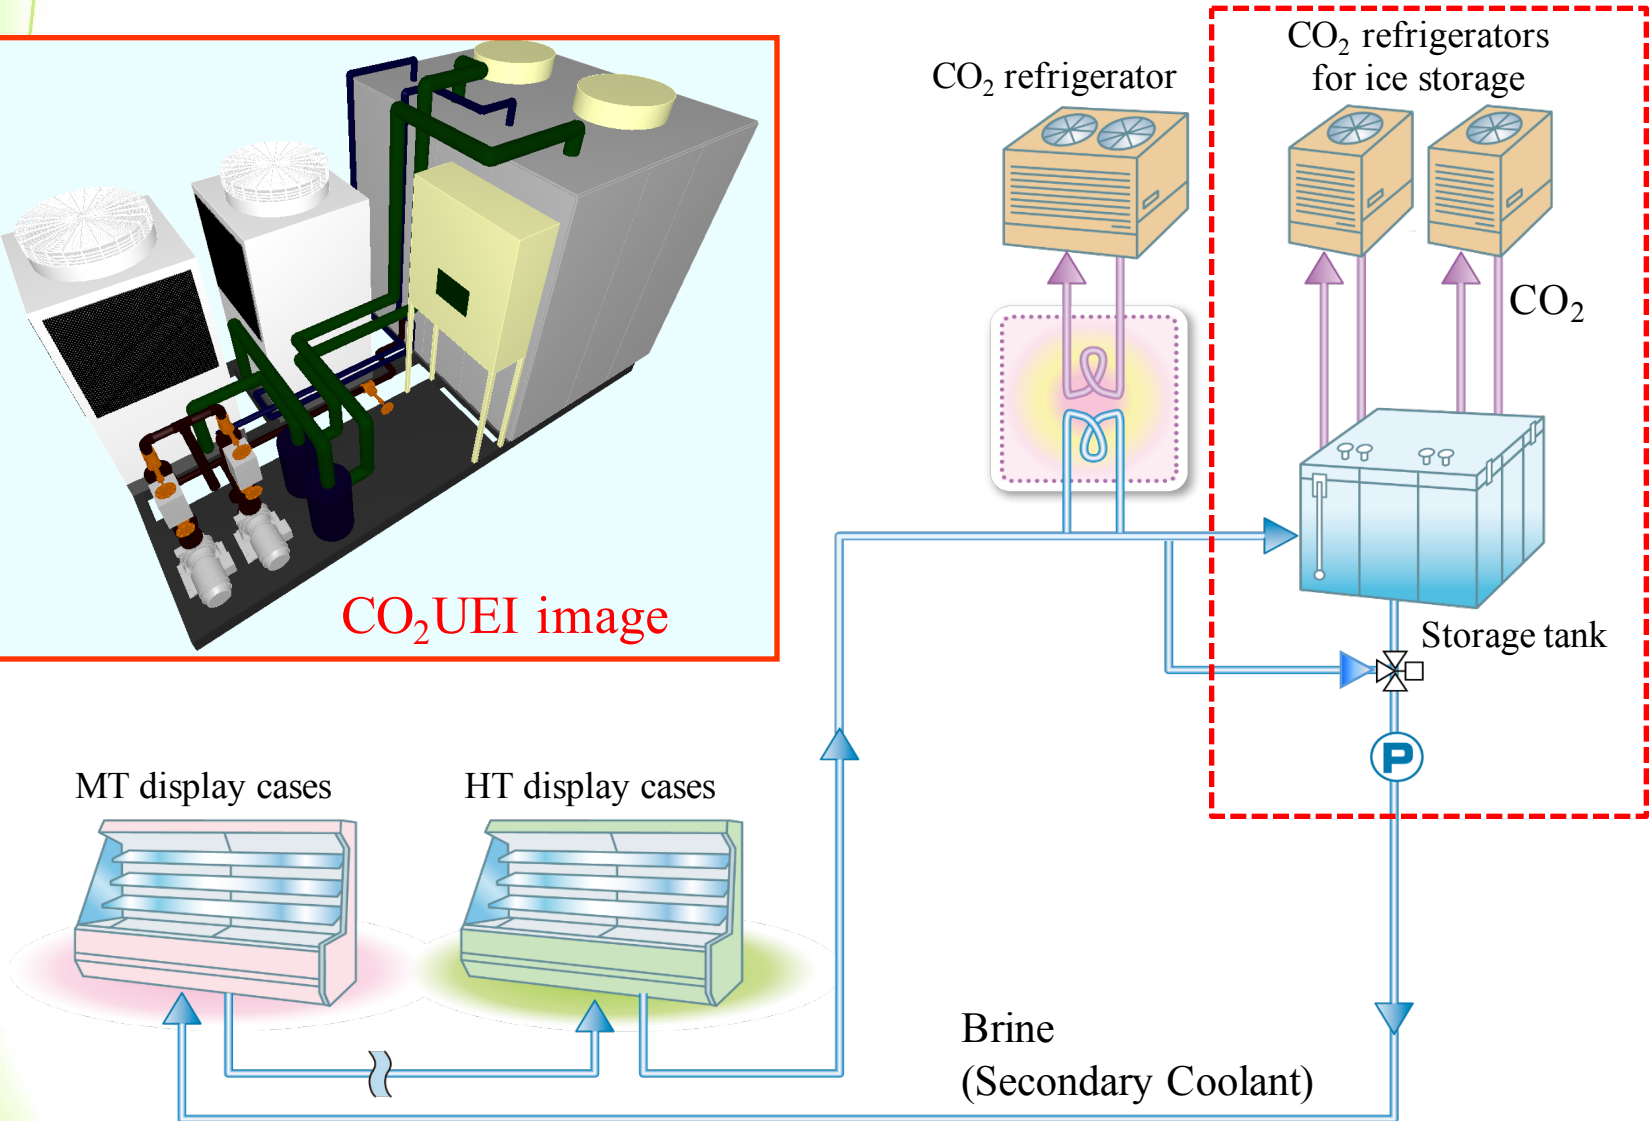 CO₂ refrigerators
for ice storage
CO₂ refrigerator
CO₂
CO₂UEI image
Storage tank
P
MT display cases
HT display cases
Brine
(Secondary Coolant)